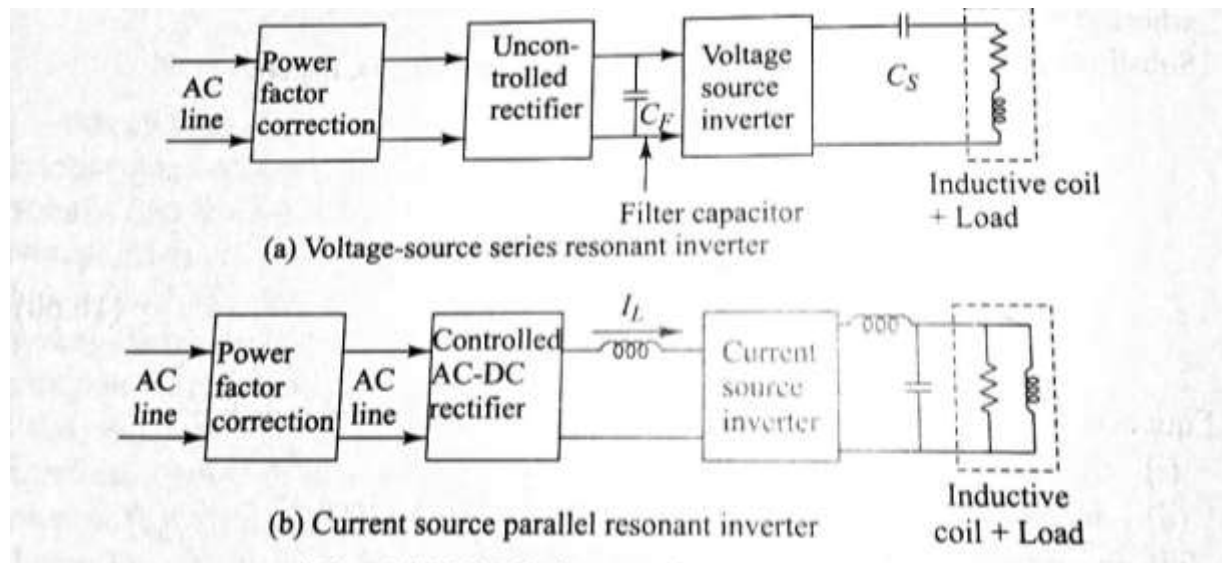 AC
line
Power
factor
correction
Uncon-
trolled
rectifier
C_F
Voltage
source
inverter
C_S
Inductive coil
+ Load
Filter capacitor
(a) Voltage-source series resonant inverter
AC
line
Power
factor
correction
AC
line
Controlled
AC-DC
rectifier
I_L
Current
source
inverter
Inductive
coil + Load
(b) Current source parallel resonant inverter